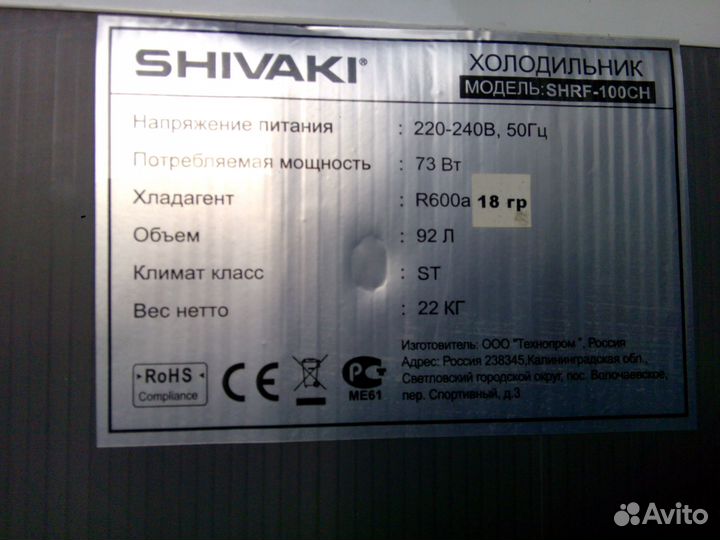 SHIVAKI®
ХОЛОДИЛЬНИК
МОДЕЛЬ:SHRF-100CH
Напряжение питания : 220-240В, 50Гц
Потребляемая мощность : 73 Вт
Хладагент : R600a 18 гр
Объем : 92 Л
Климат класс : ST
Вес нетто : 22 КГ
Изготовитель: ООО "Технопром", Россия
Адрес: Россия 238345,Калининградская обл.,
Светловский городской округ, пос. Волочаевское,
пер. Спортивный, д.3
RoHS
Compliance
CE
РС
МЕ61
Avito